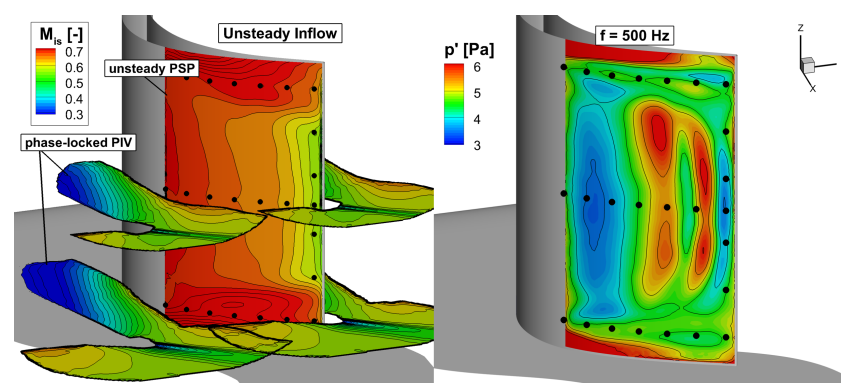 M_is [-]
0.7
0.6
0.5
0.4
0.3
Unsteady Inflow
unsteady PSP
phase-locked PIV
f = 500 Hz
p' [Pa]
6
5
4
3
Z
X